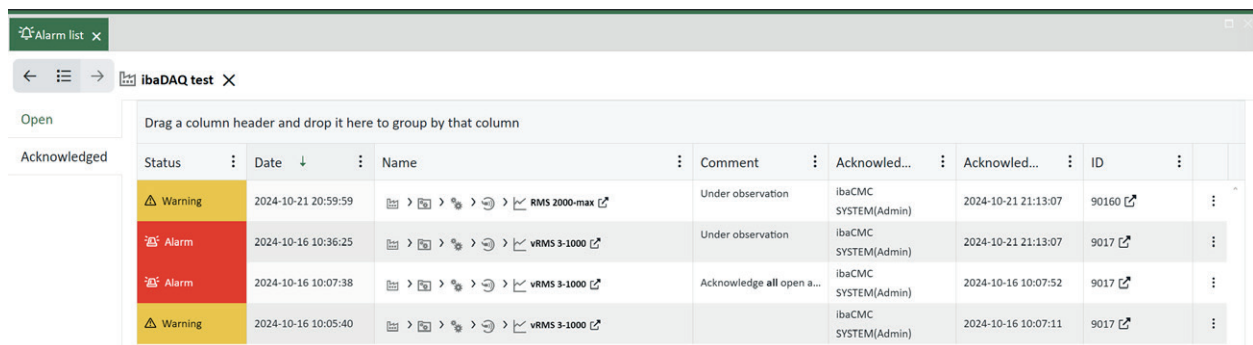 Alarm list
ibaDAQ test
Open
Drag a column header and drop it here to group by that column
Acknowledged
Status Date Name Comment Acknowled... Acknowled... ID
Warning 2024-10-21 20:59:59 RMS 2000-max Under observation ibaCMC SYSTEM(Admin) 2024-10-21 21:13:07 90160
Alarm 2024-10-16 10:36:25 vRMS 3-1000 Under observation ibaCMC SYSTEM(Admin) 2024-10-21 21:13:07 9017
Alarm 2024-10-16 10:07:38 vRMS 3-1000 Acknowledge all open a... ibaCMC SYSTEM(Admin) 2024-10-16 10:07:52 9017
Warning 2024-10-16 10:05:40 vRMS 3-1000 ibaCMC SYSTEM(Admin) 2024-10-16 10:07:11 9017